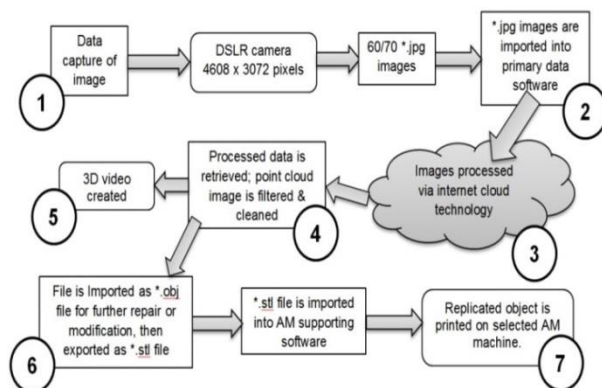 Data
capture of
image
1
DSLR camera
4608 x 3072 pixels
60/70 *.jpg
images
*.jpg images are
imported into
primary data
software
2
Images processed
via internet cloud
technology
3
Processed data is
retrieved; point cloud
image is filtered &
cleaned
4
3D video
created
5
File is Imported as *.obj
file for further repair or
modification, then
exported as *.stl file
6
*.stl file is imported
into AM supporting
software
Replicated object is
printed on selected AM
machine.
7